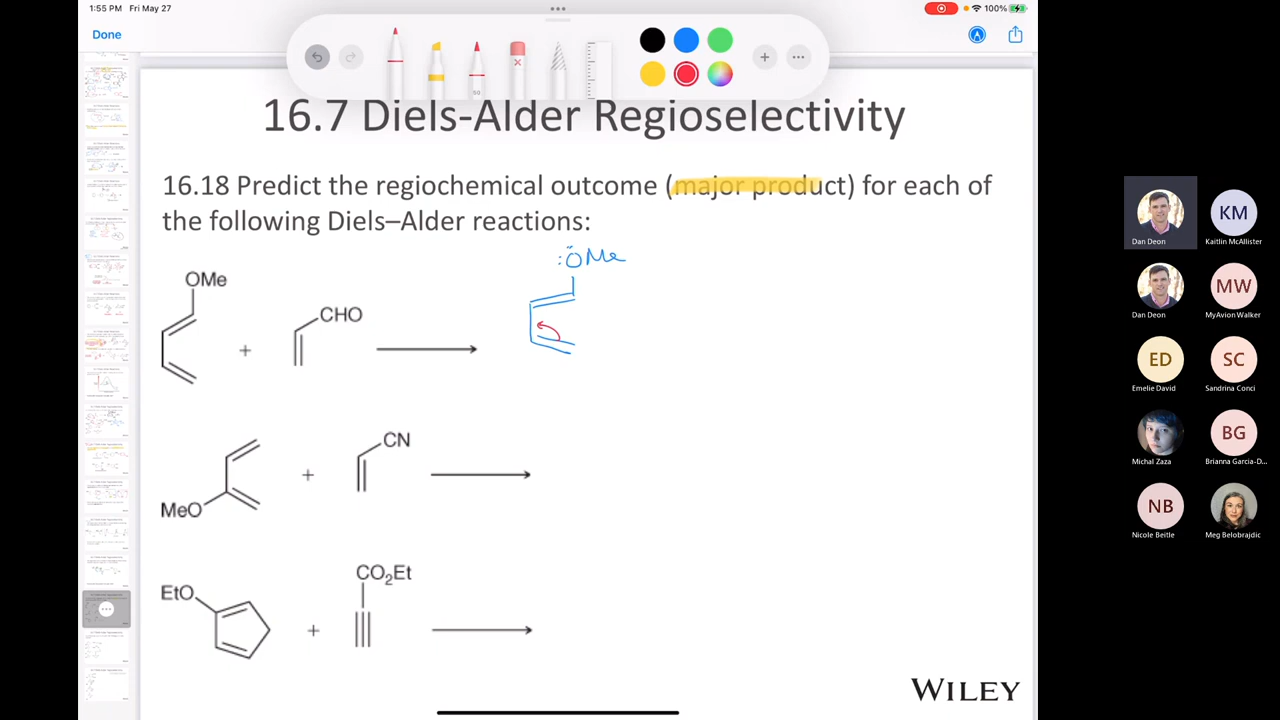 1:55 PM Fri May 27
100%
Done
50
16.7 Diels-Alder Regioselectivity
16.18 Predict the regiochemical outcome (major product) for each of
the following Diels–Alder reactions:
:ÖMe
OMe
CHO
+
CN
+
MeO
CO₂Et
EtO
+
WILEY
Dan Deon
KM
Kaitlin McAllister
Dan Deon
MW
MyAvion Walker
ED
Emelie David
SC
Sandrina Conci
Michal Zaza
BG
Brianna Garcia-D...
NB
Nicole Beitle
Meg Belobrajdic